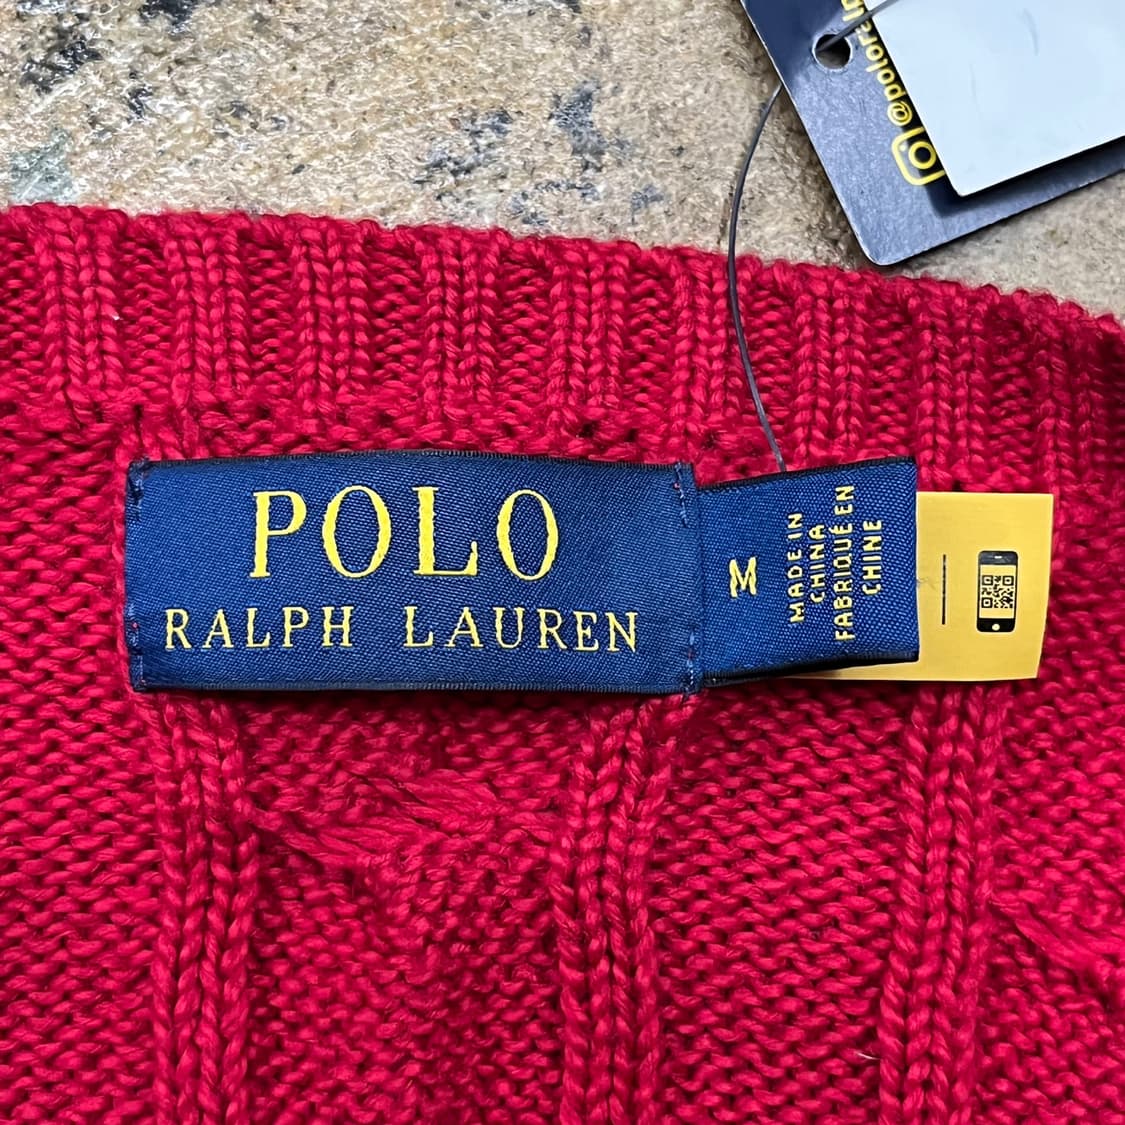 POLO
RALPH LAUREN
M
MADE IN
CHINA
FABRIQUÉ EN
CHINE